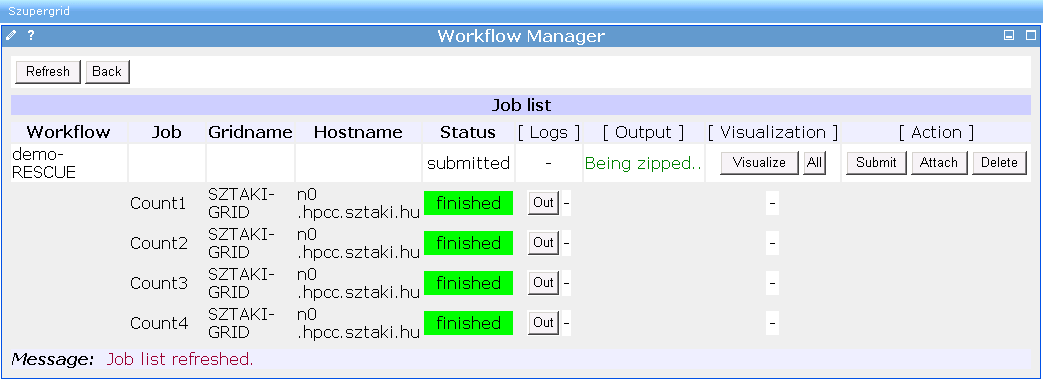 Szupergrid
? Workflow Manager
Refresh Back
Job list
Workflow Job Gridname Hostname Status [ Logs ] [ Output ] [ Visualization ] [ Action ]
demo-
RESCUE submitted - Being zipped.. Visualize All Submit Attach Delete
Count1 SZTAKI-
GRID n0
.hpcc.sztaki.hu finished Out - -
Count2 SZTAKI-
GRID n0
.hpcc.sztaki.hu finished Out - -
Count3 SZTAKI-
GRID n0
.hpcc.sztaki.hu finished Out - -
Count4 SZTAKI-
GRID n0
.hpcc.sztaki.hu finished Out - -
Message: Job list refreshed.